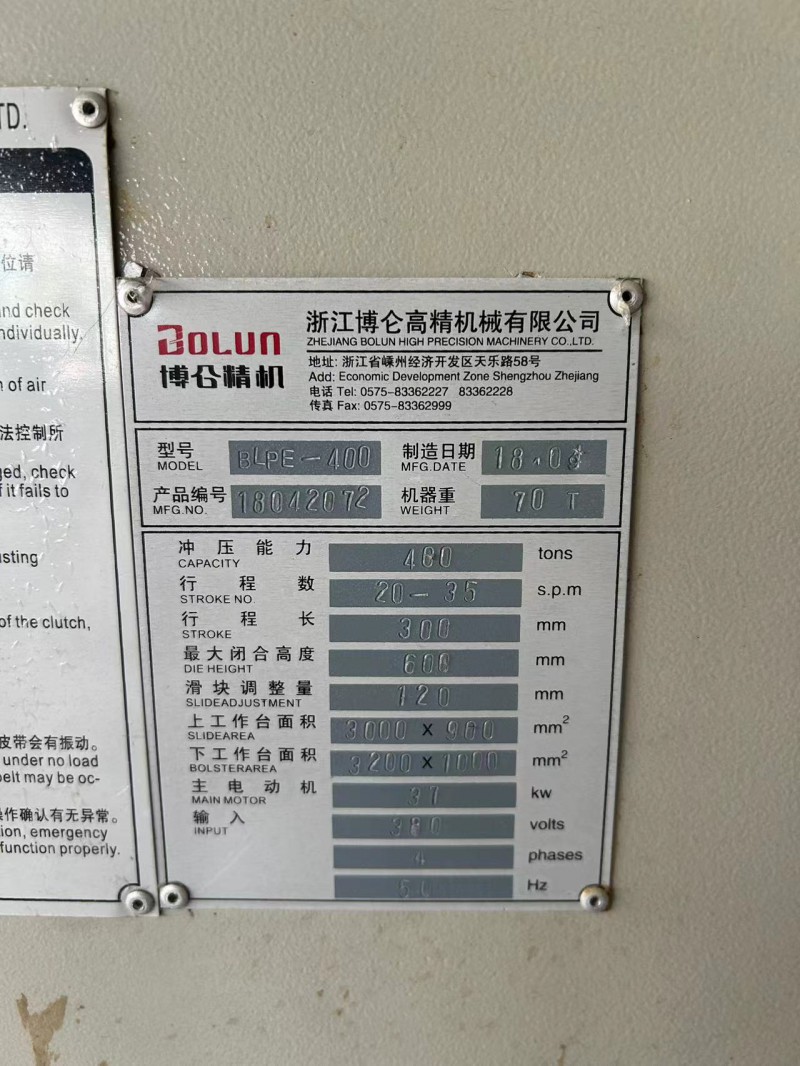 TD.
位请
nd check
ndividually.
n of air
法控制所
ged, check
f it fails to
usting
of the clutch,
皮带会有振动。
under no load
belt may be oc-
操作确认有无异常。
tion, emergency
function properly.
BOLUN
博仑精机
浙江博仑高精机械有限公司
ZHEJIANG BOLUN HIGH PRECISION MACHINERY CO.,LTD.
地址: 浙江省嵊州经济开发区天乐路58号
Add: Economic Development Zone Shengzhou Zhejiang
电话 Tel: 0575-83362227 83362228
传真 Fax: 0575-83362999
型号 BLPE-400 制造日期
MODEL MFG.DATE
产品编号 18042072 机器重 70 T
MFG.NO. WEIGHT
冲压能力 400 tons
CAPACITY
行程数 20-35 s.p.m
STROKE NO.
行程长 300 mm
STROKE
最大闭合高度 600 mm
DIE HEIGHT
滑块调整量 120 mm
SLIDEADJUSTMENT
上工作台面积 3000 x 900 mm²
SLIDEAREA
下工作台面积 3200 x 1000 mm²
BOLSTERAREA
主电动机 37 kw
MAIN MOTOR
输入 380 volts
INPUT
phases
Hz